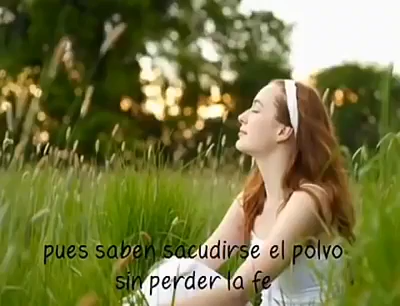 pues saben sacudirse el polvo
sin perder la fe